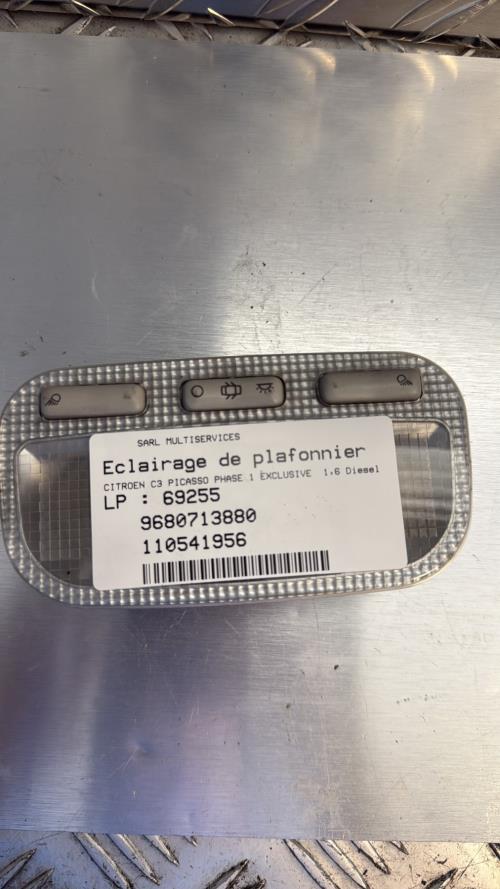 SARL MULTISERVICES
Eclairage de plafonnier
CITROEN C3 PICASSO PHASE 1 EXCLUSIVE 1.6 Diesel
LP : 69255
9680713880
110541956